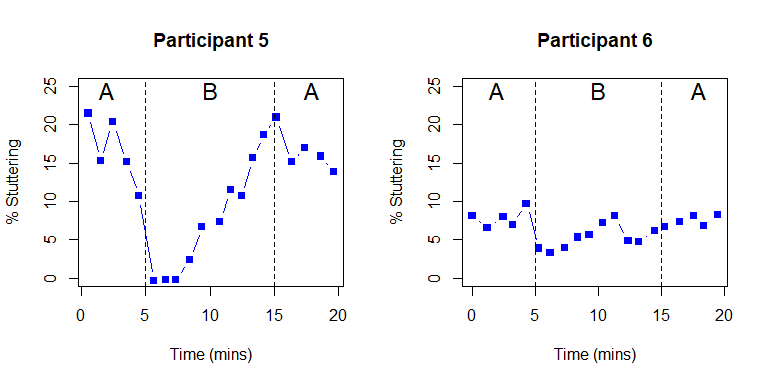 Participant 5
A
B
A
% Stuttering
25
20
15
10
5
0
0 5 10 15 20
Time (mins)
Participant 6
A
B
A
% Stuttering
25
20
15
10
5
0
0 5 10 15 20
Time (mins)